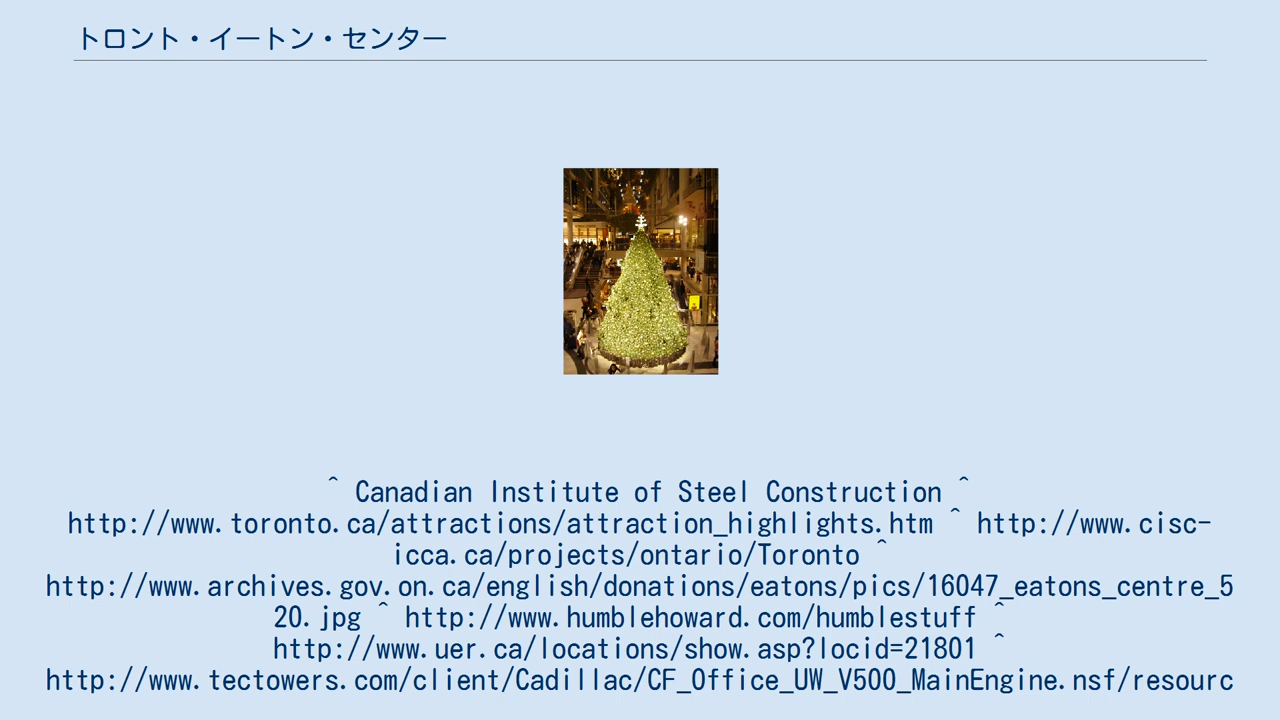 トロント・イートン・センター
^ Canadian Institute of Steel Construction ^
http://www.toronto.ca/attractions/attraction_highlights.htm ^ http://www.cisc-
icca.ca/projects/ontario/Toronto ^
http://www.archives.gov.on.ca/english/donations/eatons/pics/16047_eatons_centre_5
20.jpg ^ http://www.humblehoward.com/humblestuff ^
http://www.uer.ca/locations/show.asp?locid=21801 ^
http://www.tectowers.com/client/Cadillac/CF_Office_UW_V500_MainEngine.nsf/resourc